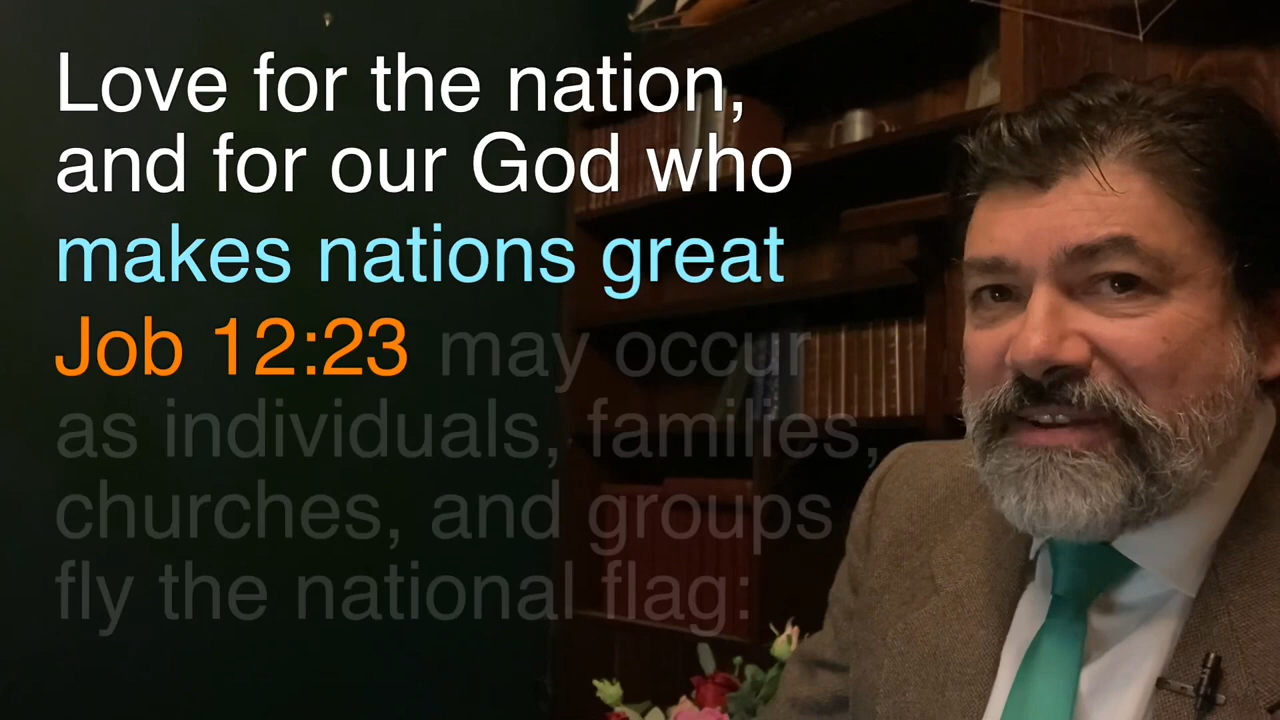 Love for the nation,
and for our God who
makes nations great
Job 12:23 may occur
as individuals, families,
churches, and groups
fly the national flag: